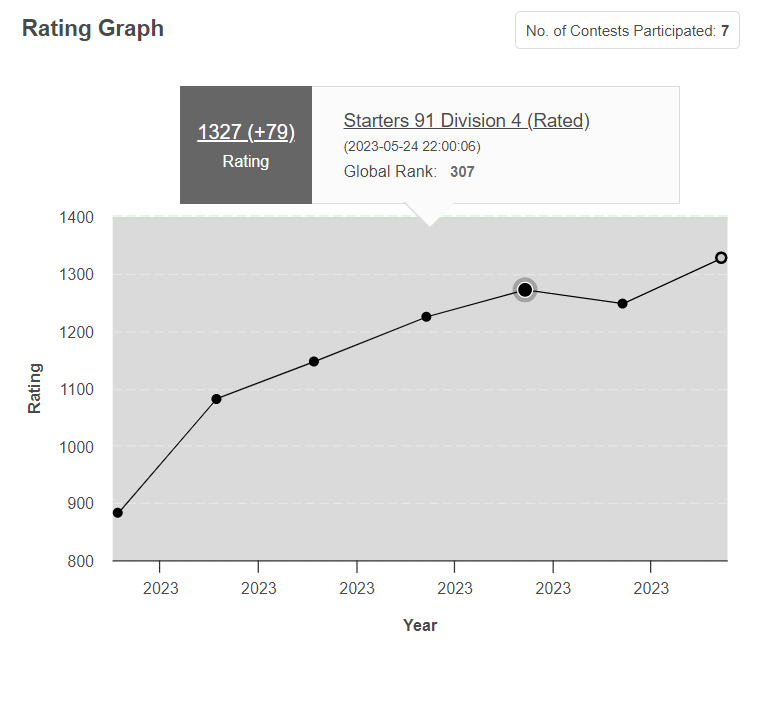 Rating Graph
No. of Contests Participated: 7
1327 (+79)
Rating
Starters 91 Division 4 (Rated)
(2023-05-24 22:00:06)
Global Rank: 307
1400
1300
1200
1100
1000
900
800
Rating
2023 2023 2023 2023 2023 2023
Year